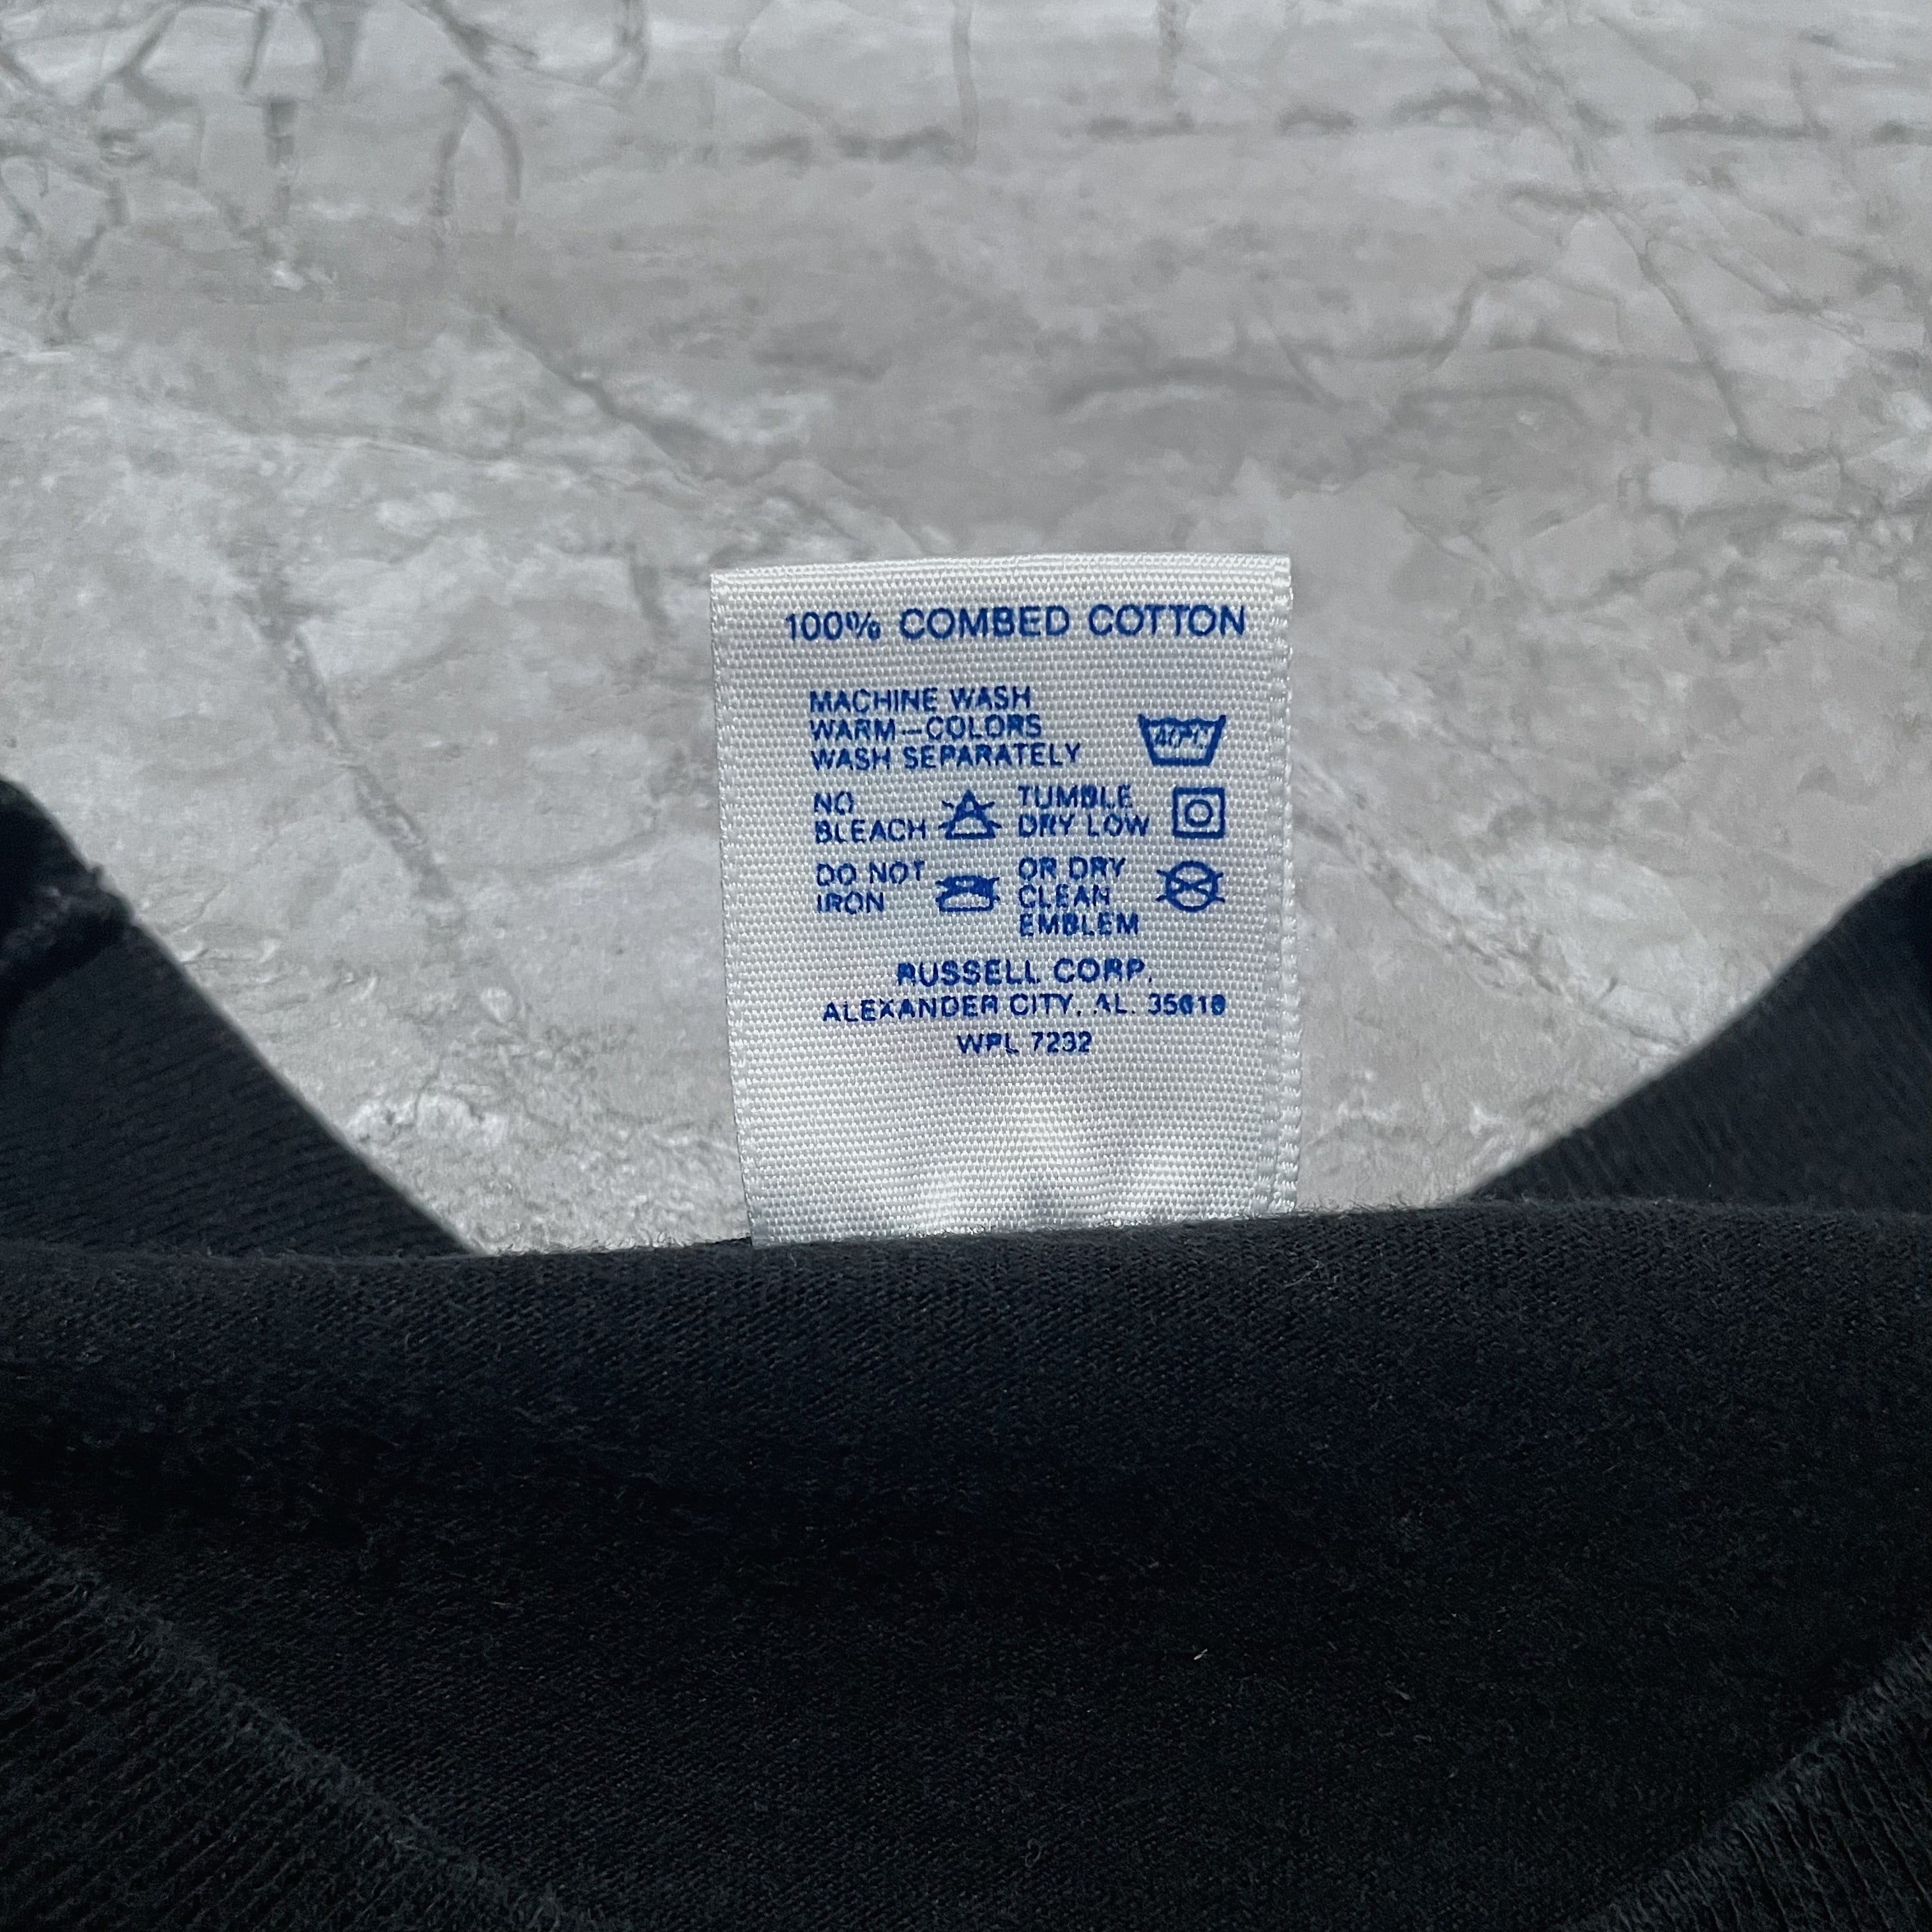 100% COMBED COTTON
MACHINE WASH
WARM—COLORS
WASH SEPARATELY
40°C
NO
BLEACH
TUMBLE
DRY LOW
DO NOT
IRON
OR DRY
CLEAN
EMBLEM
RUSSELL CORP.
ALEXANDER CITY, AL. 35010
WPL 7232